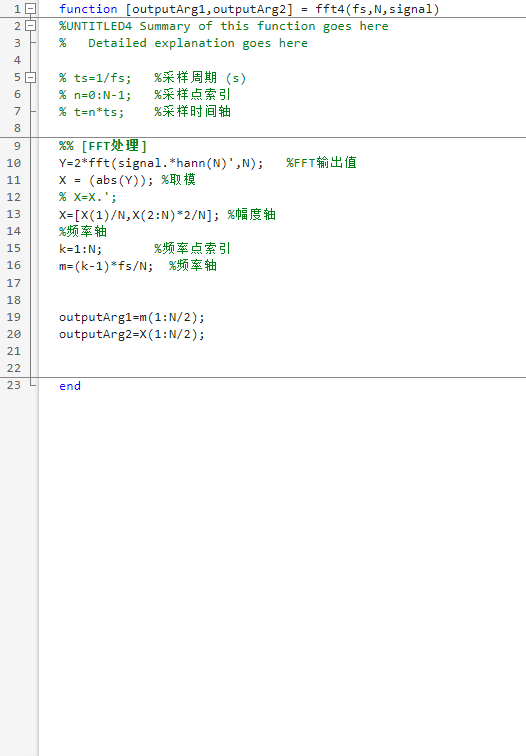 1 function [outputArg1,outputArg2] = fft4(fs,N,signal)
2 %UNTITLED4 Summary of this function goes here
3 %   Detailed explanation goes here
4
5 % ts=1/fs;   %采样周期 (s)
6 % n=0:N-1;   %采样点索引
7 % t=n*ts;    %采样时间轴
8
9 %% [FFT处理]
10 Y=2*fft(signal.*hann(N)',N);   %FFT输出值
11 X = (abs(Y)); %取模
12 % X=X.';
13 X=[X(1)/N,X(2:N)*2/N]; %幅度轴
14 %频率轴
15 k=1:N;       %频率点索引
16 m=(k-1)*fs/N;  %频率轴
17
18
19 outputArg1=m(1:N/2);
20 outputArg2=X(1:N/2);
21
22
23 end